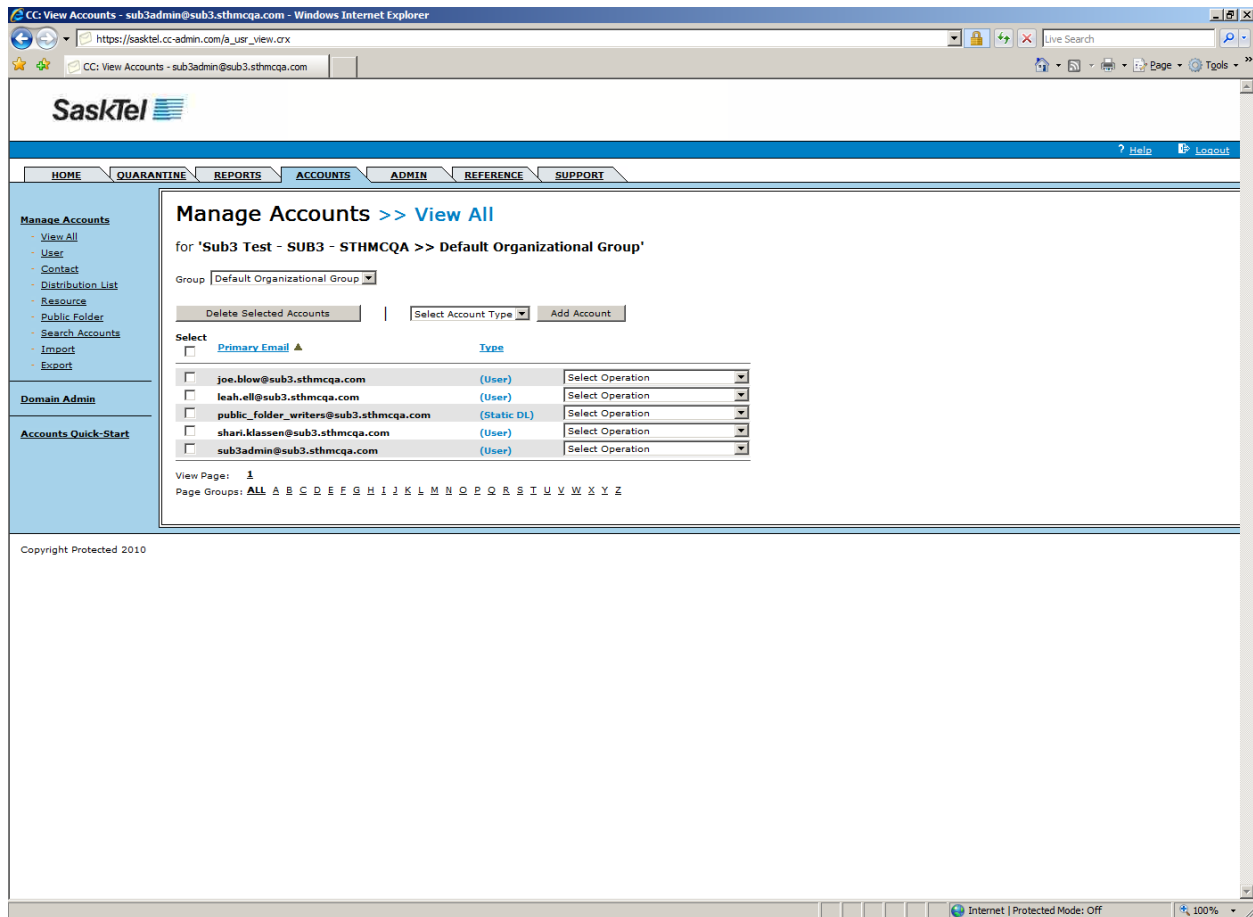 CC: View Accounts - sub3admin@sub3.sthmcqa.com - Windows Internet Explorer
https://sasktel.cc-admin.com/a_usr_view.crx
Live Search
CC: View Accounts - sub3admin@sub3.sthmcqa.com
Page
Tools
SaskTel
? Help
Logout
HOME QUARANTINE REPORTS ACCOUNTS ADMIN REFERENCE SUPPORT
Manage Accounts
View All
User
Contact
Distribution List
Resource
Public Folder
Search Accounts
Import
Export
Domain Admin
Accounts Quick-Start
Manage Accounts >> View All
for 'Sub3 Test - SUB3 - STHMCQA >> Default Organizational Group'
Group Default Organizational Group
Delete Selected Accounts | Select Account Type Add Account
Select
Primary Email Type
joe.blow@sub3.sthmcqa.com (User) Select Operation
leah.ell@sub3.sthmcqa.com (User) Select Operation
public_folder_writers@sub3.sthmcqa.com (Static DL) Select Operation
shari.klassen@sub3.sthmcqa.com (User) Select Operation
sub3admin@sub3.sthmcqa.com (User) Select Operation
View Page: 1
Page Groups: ALL A B C D E F G H I J K L M N O P Q R S T U V W X Y Z
Copyright Protected 2010
Internet | Protected Mode: Off
100%